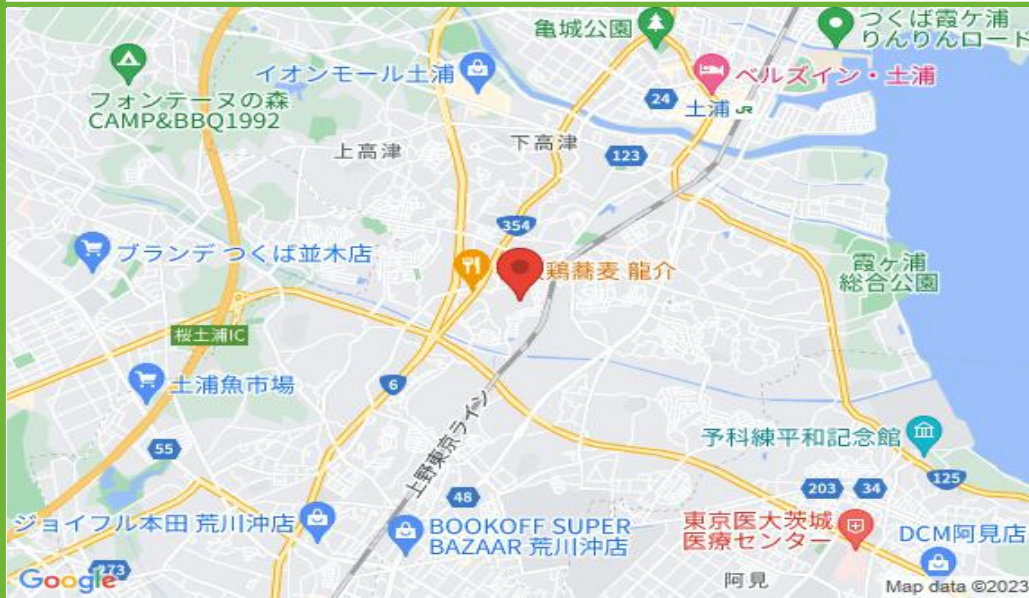 亀城公園
つくば霞ケ浦
りんりんロード
イオンモール土浦
ベルズイン・土浦
フォンテーヌの森
CAMP&BBQ1992
24
土浦
JR
上高津
下高津
123
354
ブランデ つくば並木店
鶏蕎麦 龍介
霞ヶ浦
総合公園
桜土浦IC
土浦魚市場
6
上野東京ライン
予科練平和記念館
55
125
203
34
48
ジョイフル本田 荒川沖店
BOOKOFF SUPER
BAZAAR 荒川沖店
東京医大茨城
医療センター
DCM阿見店
273
阿見
Google
Map data ©2023